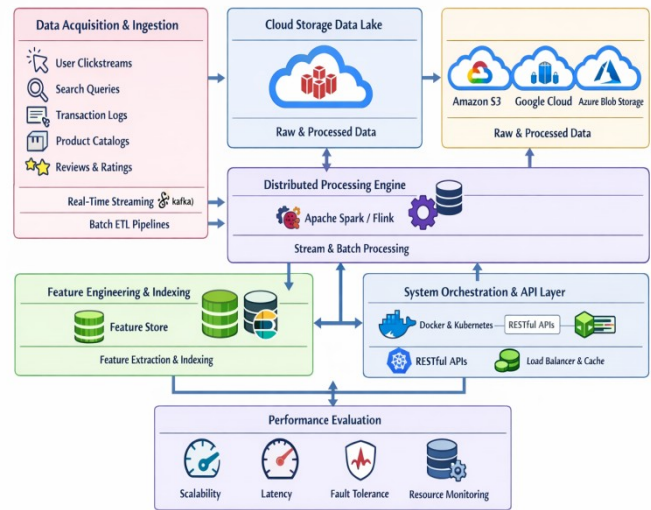 Data Acquisition & Ingestion
User Clickstreams
Search Queries
Transaction Logs
Product Catalogs
Reviews & Ratings
Real-Time Streaming kafka)
Batch ETL Pipelines
Cloud Storage Data Lake
Raw & Processed Data
Amazon S3 Google Cloud Azure Blob Storage
Raw & Processed Data
Distributed Processing Engine
Apache Spark / Flink
Stream & Batch Processing
Feature Engineering & Indexing
Feature Store
Feature Extraction & Indexing
System Orchestration & API Layer
Docker & Kubernetes RESTful APIs
RESTful APIs Load Balancer & Cache
Performance Evaluation
Scalability Latency Fault Tolerance Resource Monitoring